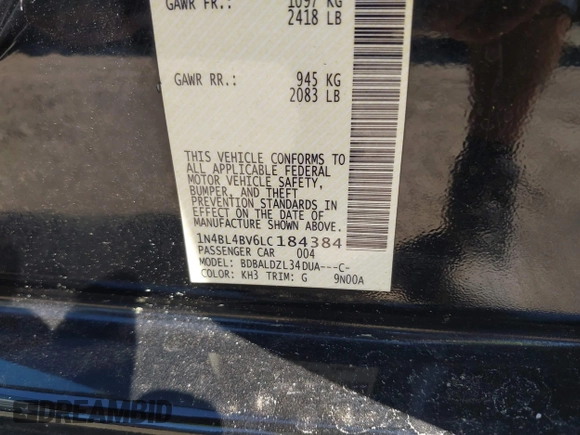 GAWR FR.: 1097 KG
2418 LB
GAWR RR.: 945 KG
2083 LB
THIS VEHICLE CONFORMS TO
ALL APPLICABLE FEDERAL
MOTOR VEHICLE SAFETY,
BUMPER, AND THEFT
PREVENTION STANDARDS IN
EFFECT ON THE DATE OF
MANUFACTURE SHOWN ABOVE.
1N4BL4BV6LC184384
PASSENGER CAR 004
MODEL: BDBALDZL34DUA---C-
COLOR: KH3 TRIM: G 9N00A
DREAMBID